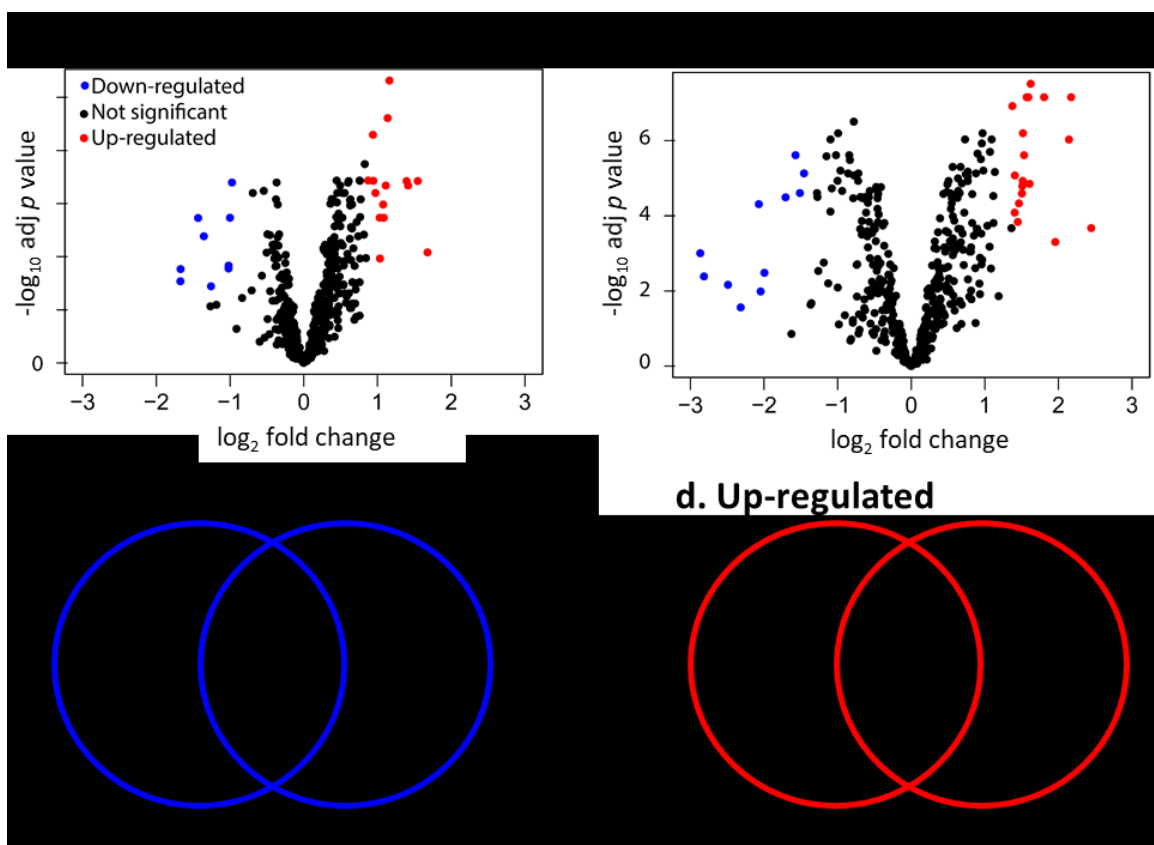 Down-regulated
Not significant
Up-regulated
-log10 adj p value
0
−3 −2 −1 0 1 2 3
log2 fold change
-log10 adj p value
6
4
2
0
−3 −2 −1 0 1 2 3
log2 fold change
d. Up-regulated